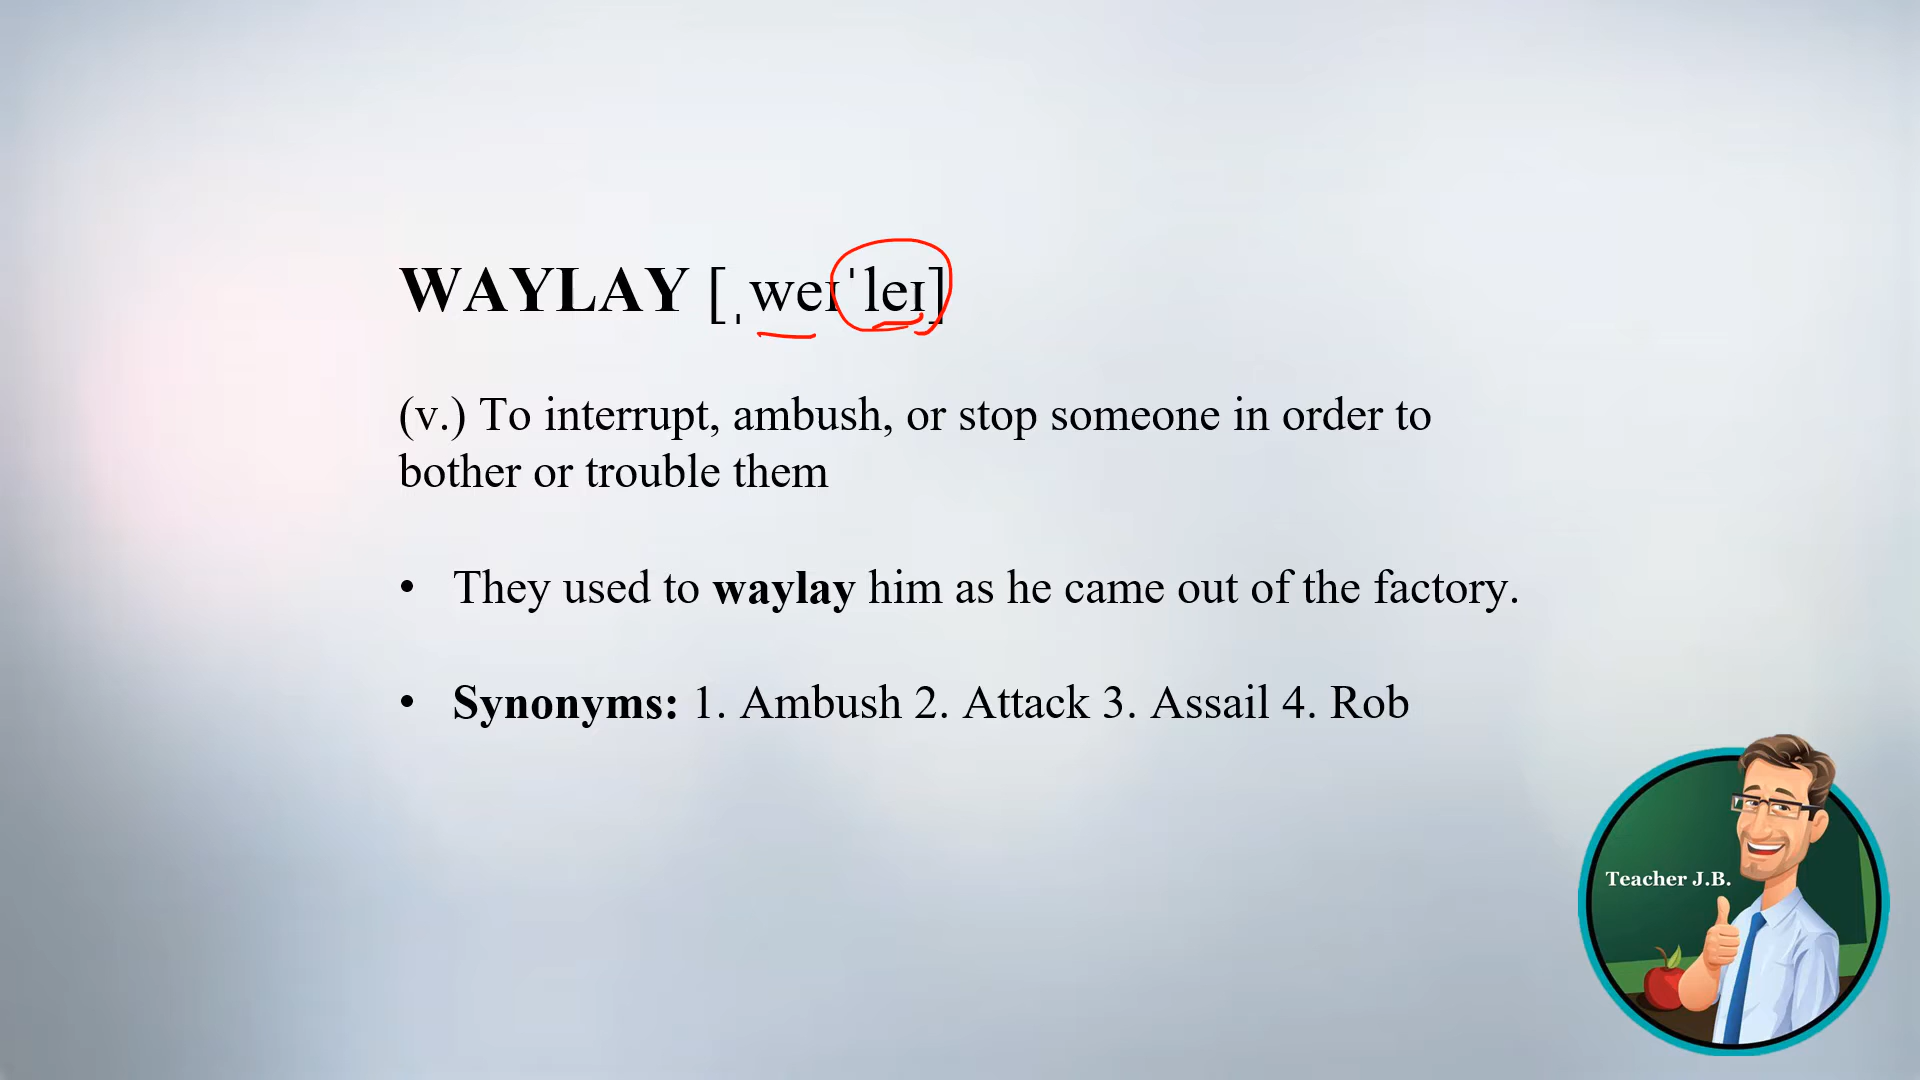 WAYLAY [ˌweɪˈleɪ]
(v.) To interrupt, ambush, or stop someone in order to
bother or trouble them
• They used to waylay him as he came out of the factory.
• Synonyms: 1. Ambush 2. Attack 3. Assail 4. Rob
Teacher J.B.